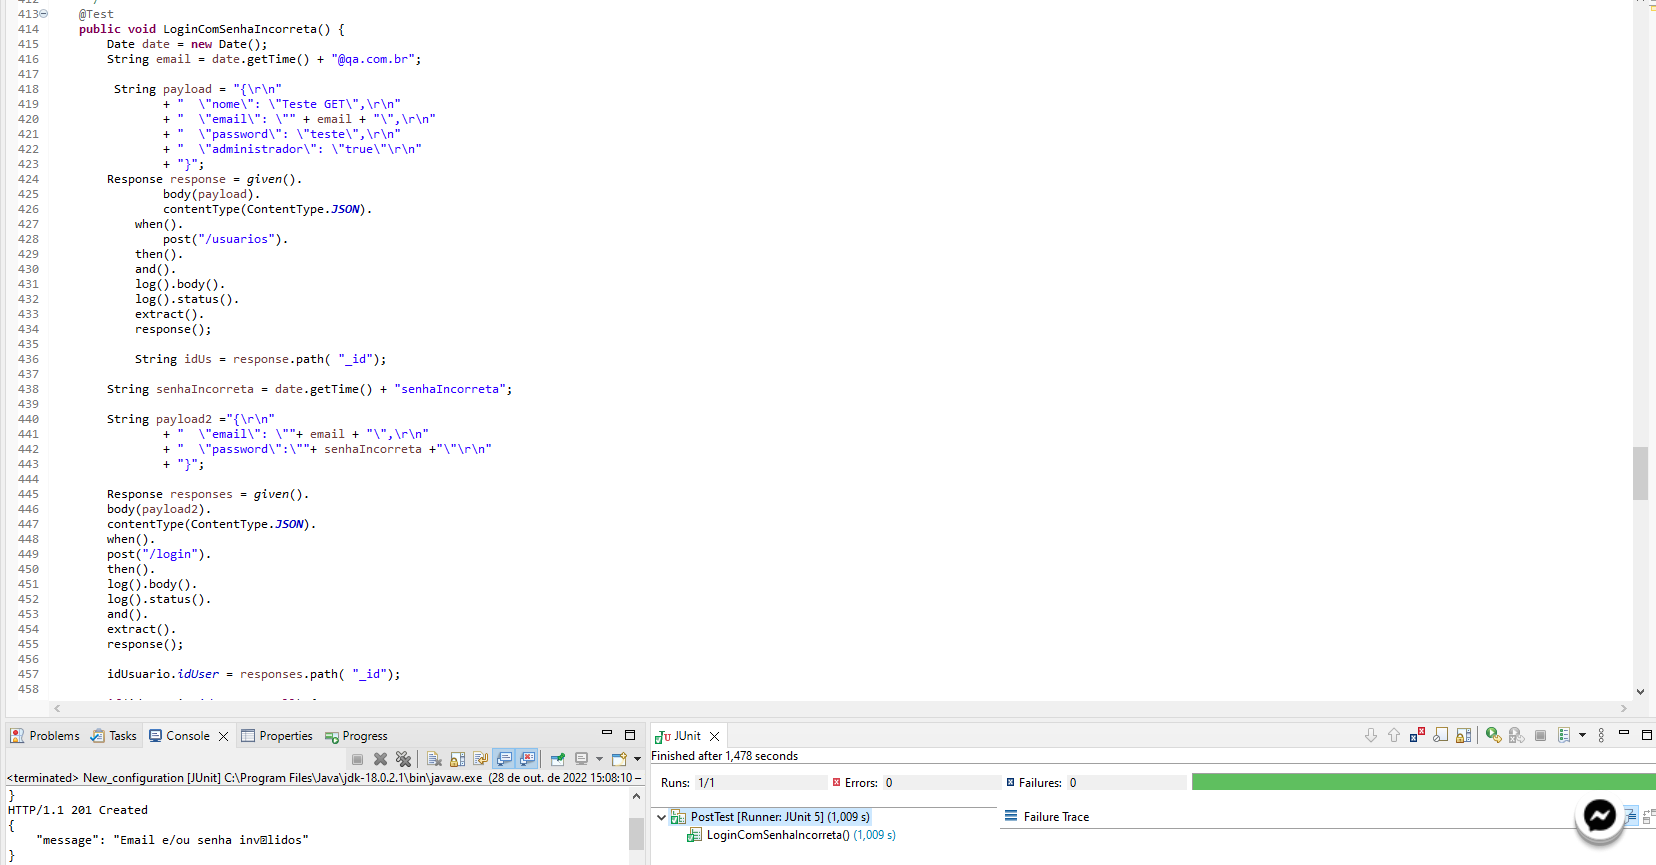 413 @Test
414 public void LoginComSenhaIncorreta() {
415 Date date = new Date();
416 String email = date.getTime() + "@qa.com.br";
417
418 String payload = "{\r\n"
419 + " \"nome\": \"Teste GET\",\r\n"
420 + " \"email\": \"" + email + "\",\r\n"
421 + " \"password\": \"teste\",\r\n"
422 + " \"administrador\": \"true\"\r\n"
423 + "}";
424 Response response = given().
425 body(payload).
426 contentType(ContentType.JSON).
427 when().
428 post("/usuarios").
429 then().
430 and().
431 log().body().
432 log().status().
433 extract().
434 response();
435
436 String idUs = response.path( "_id");
437
438 String senhaIncorreta = date.getTime() + "senhaIncorreta";
439
440 String payload2 ="{\r\n"
441 + " \"email\": \""+ email + "\",\r\n"
442 + " \"password\":\""+ senhaIncorreta +"\"\r\n"
443 + "}";
444
445 Response responses = given().
446 body(payload2).
447 contentType(ContentType.JSON).
448 when().
449 post("/login").
450 then().
451 log().body().
452 log().status().
453 and().
454 extract().
455 response();
456
457 idUsuario.idUser = responses.path( "_id");
458
Problems Tasks Console Properties Progress
<terminated> New_configuration [JUnit] C:\Program Files\Java\jdk-18.0.2.1\bin\javaw.exe (28 de out. de 2022 15:08:10 –
}
HTTP/1.1 201 Created
{
"message": "Email e/ou senha inv�lidos"
}
JUnit
Finished after 1,478 seconds
Runs: 1/1 Errors: 0 Failures: 0
PostTest [Runner: JUnit 5] (1,009 s)
LoginComSenhaIncorreta() (1,009 s)
Failure Trace